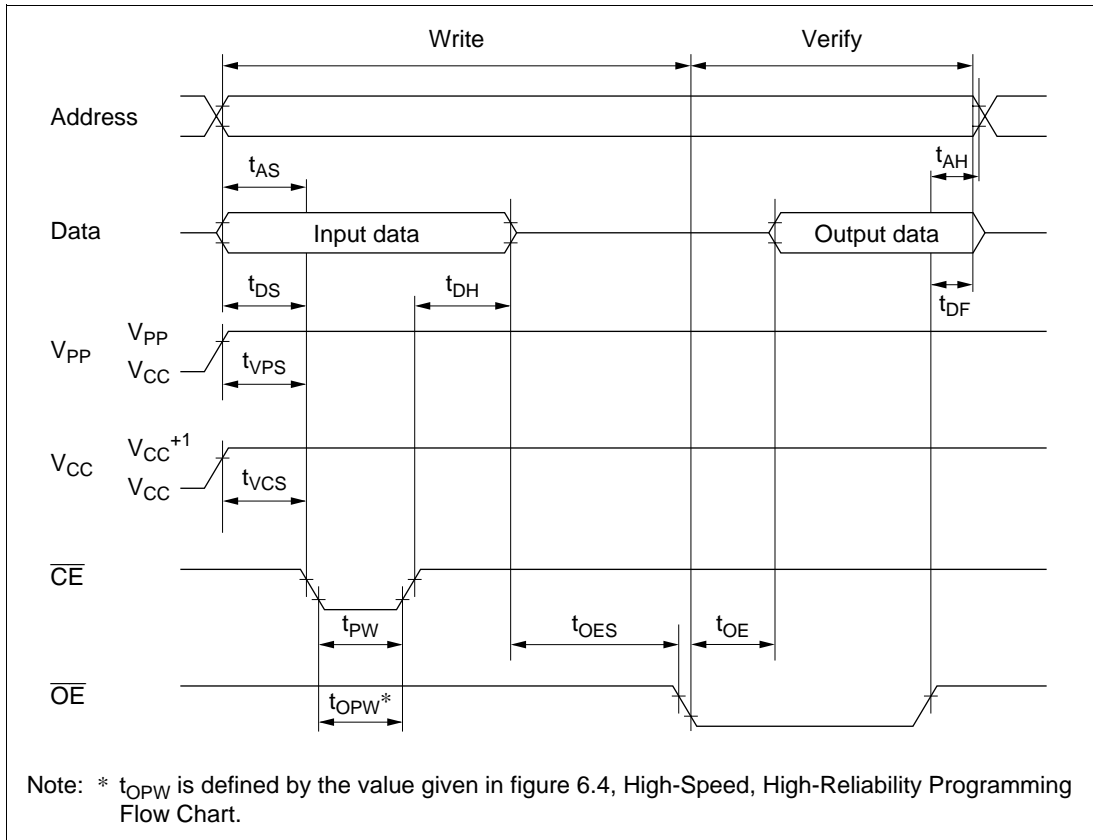 Write Verify
Address
tAS tAH
Data Input data Output data
tDS tDH tDF
VPP VPP
VCC tVPS
VCC VCC+1
VCC tVCS
CE
tPW tOES tOE
OE
tOPW*
Note: * tOPW is defined by the value given in figure 6.4, High-Speed, High-Reliability Programming
Flow Chart.